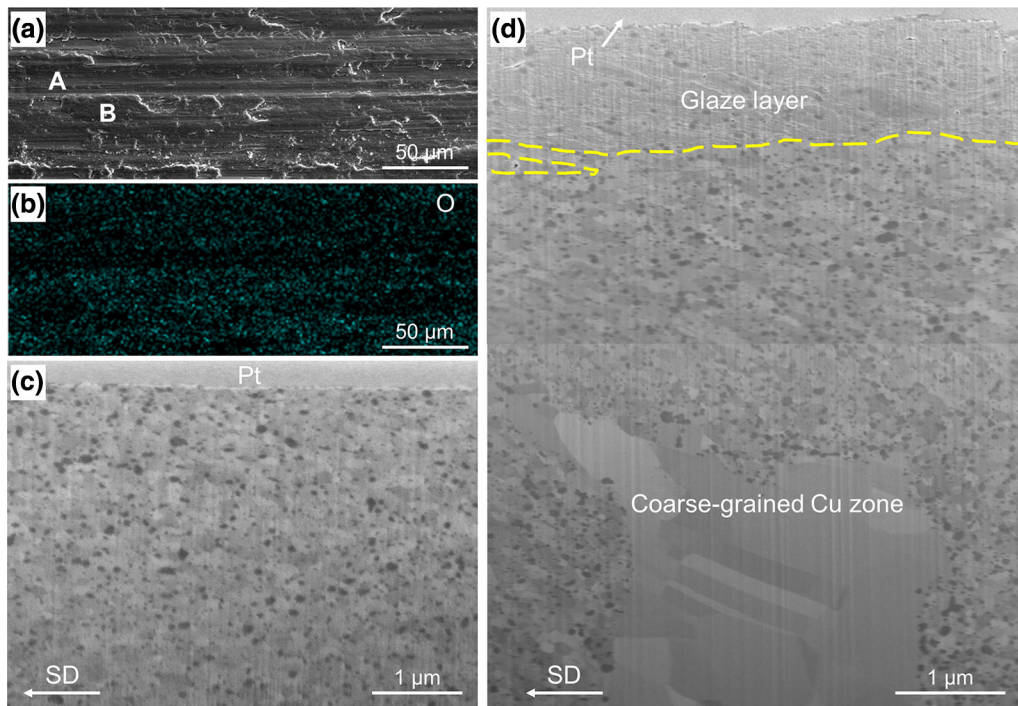 (a)
A
B
50 µm
(b)
O
50 µm
(c)
Pt
SD
1 µm
(d)
Pt
Glaze layer
Coarse-grained Cu zone
SD
1 µm